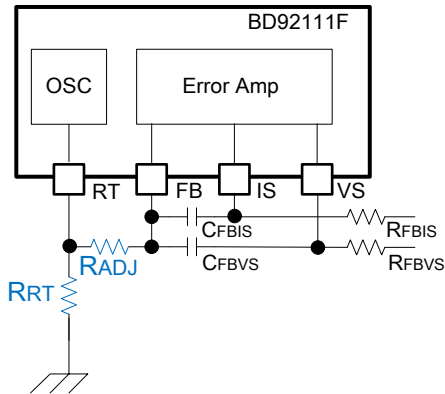 BD92111F
OSC
Error Amp
RT
FB
IS
VS
CFBIS
RFBIS
RADJ
CFBVS
RFBVS
RRT